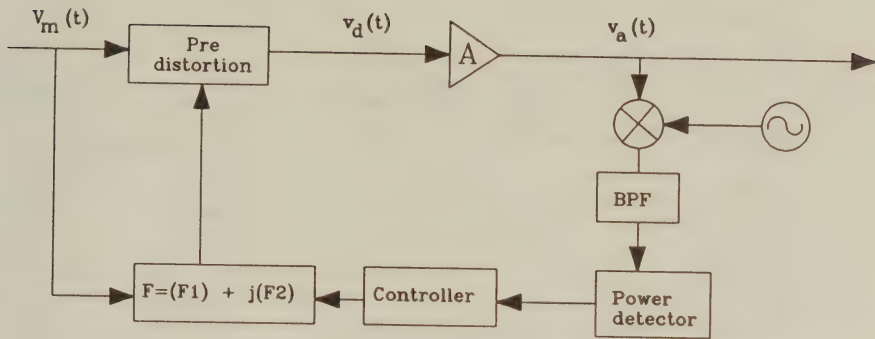 V_m(t)
v_d(t)
v_a(t)
Pre
distortion
A
BPF
F=(F1) + j(F2)
Controller
Power
detector